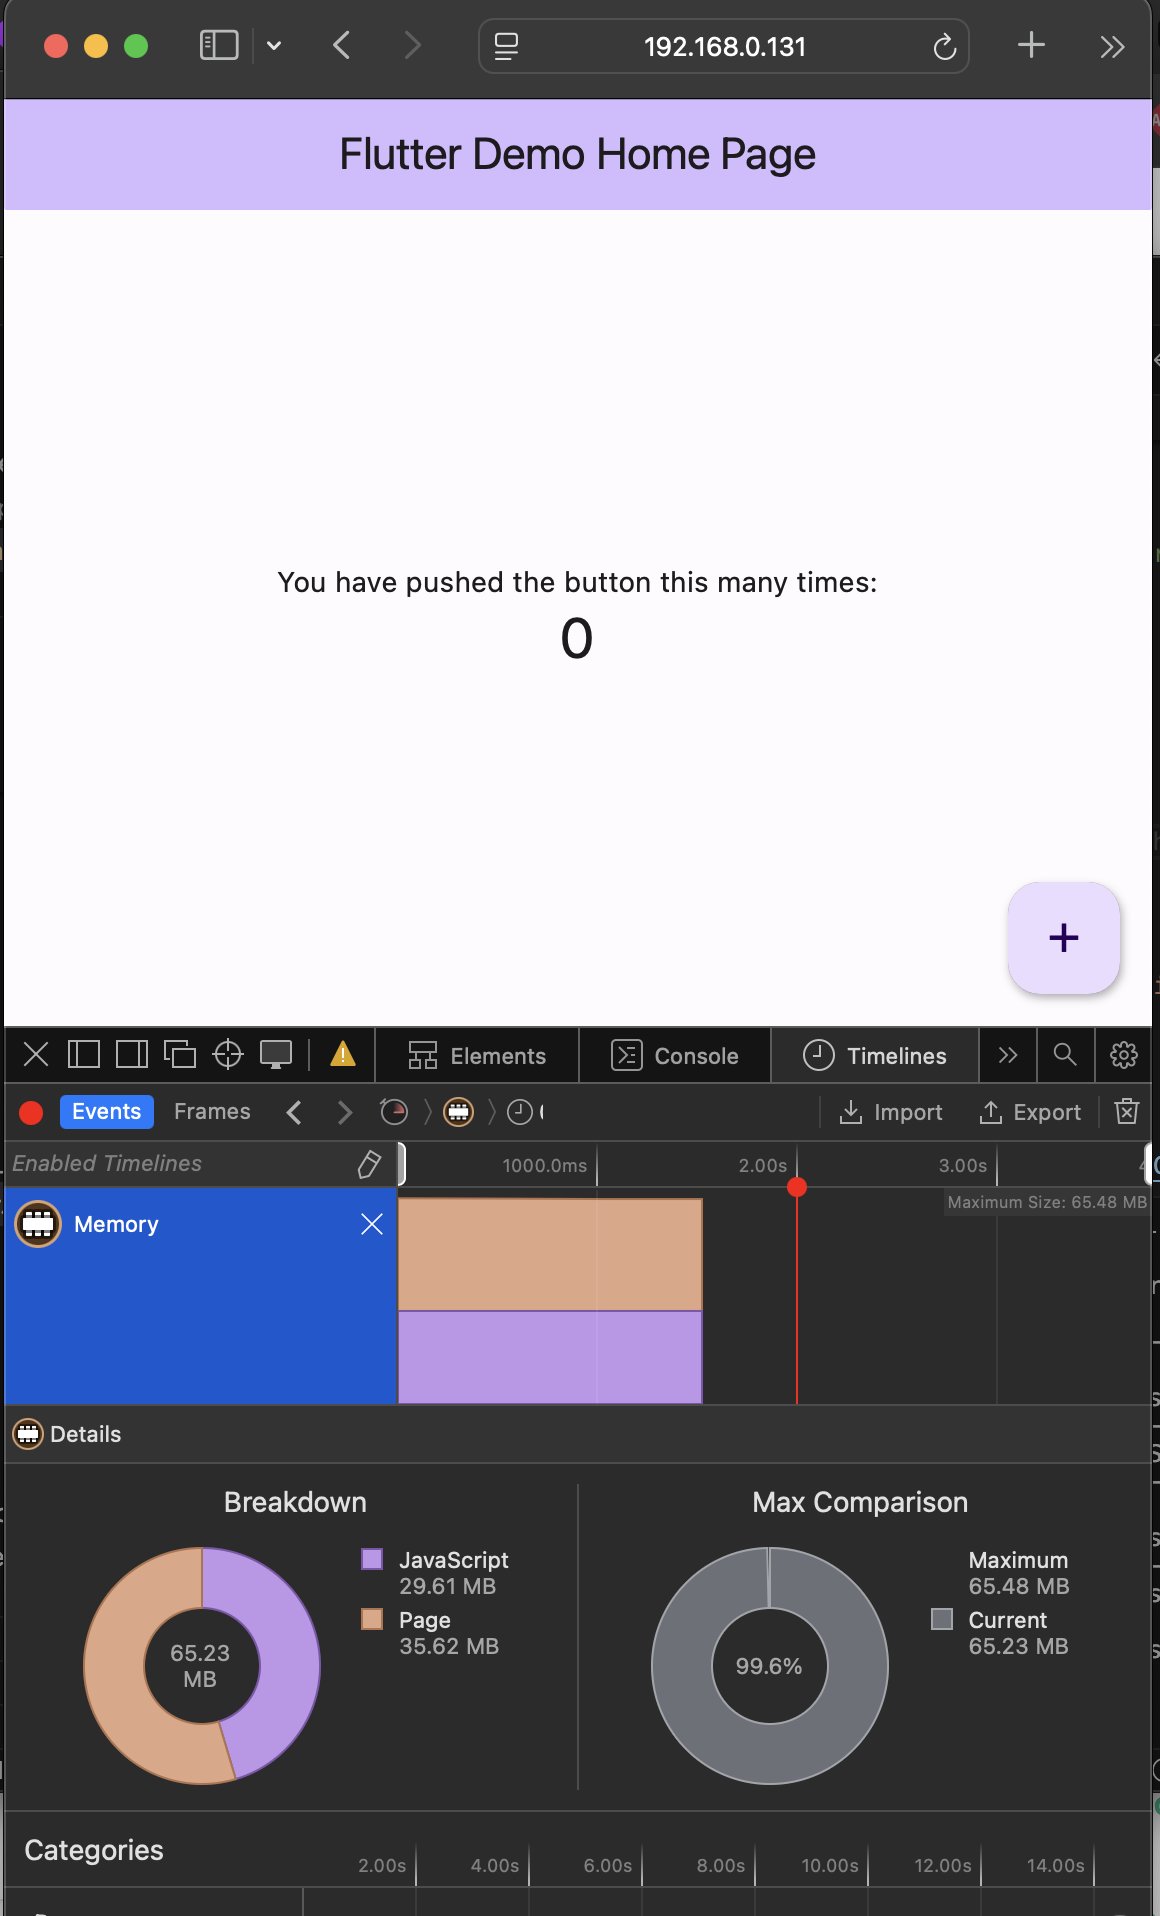 192.168.0.131
Flutter Demo Home Page
You have pushed the button this many times:
0
Elements
Console
Timelines
Events
Frames
Import
Export
Enabled Timelines
1000.0ms
2.00s
3.00s
Maximum Size: 65.48 MB
Memory
Details
Breakdown
JavaScript
29.61 MB
Page
35.62 MB
65.23
MB
Max Comparison
Maximum
65.48 MB
Current
65.23 MB
99.6%
Categories
2.00s
4.00s
6.00s
8.00s
10.00s
12.00s
14.00s